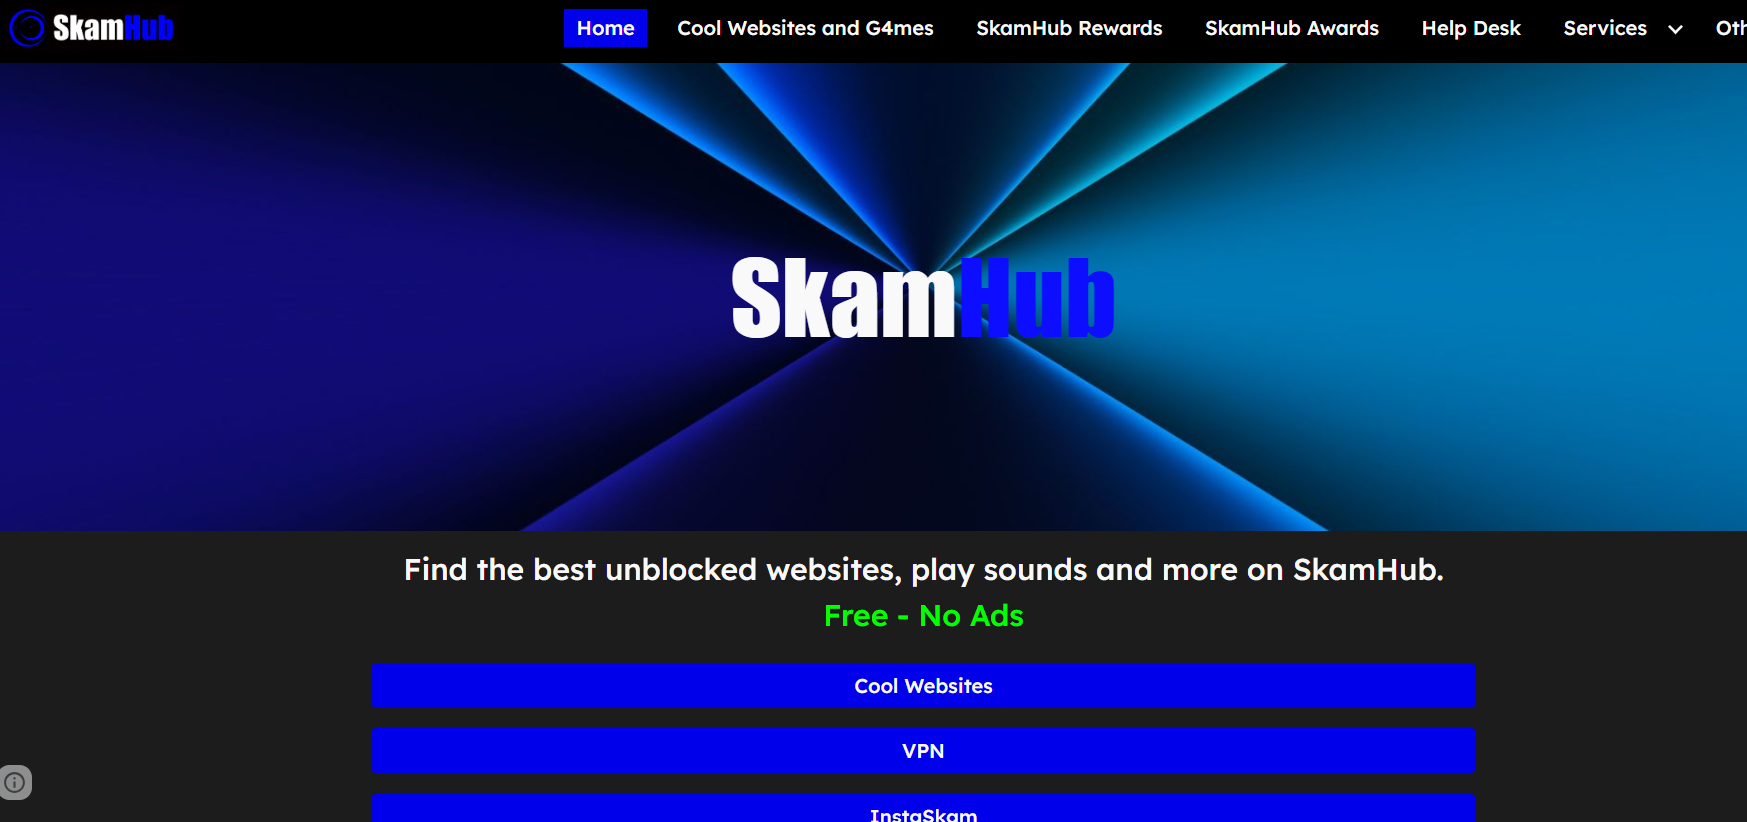 SkamHub
Home Cool Websites and G4mes SkamHub Rewards SkamHub Awards Help Desk Services
SkamHub
Find the best unblocked websites, play sounds and more on SkamHub.
Free - No Ads
Cool Websites
VPN
InstaSkam